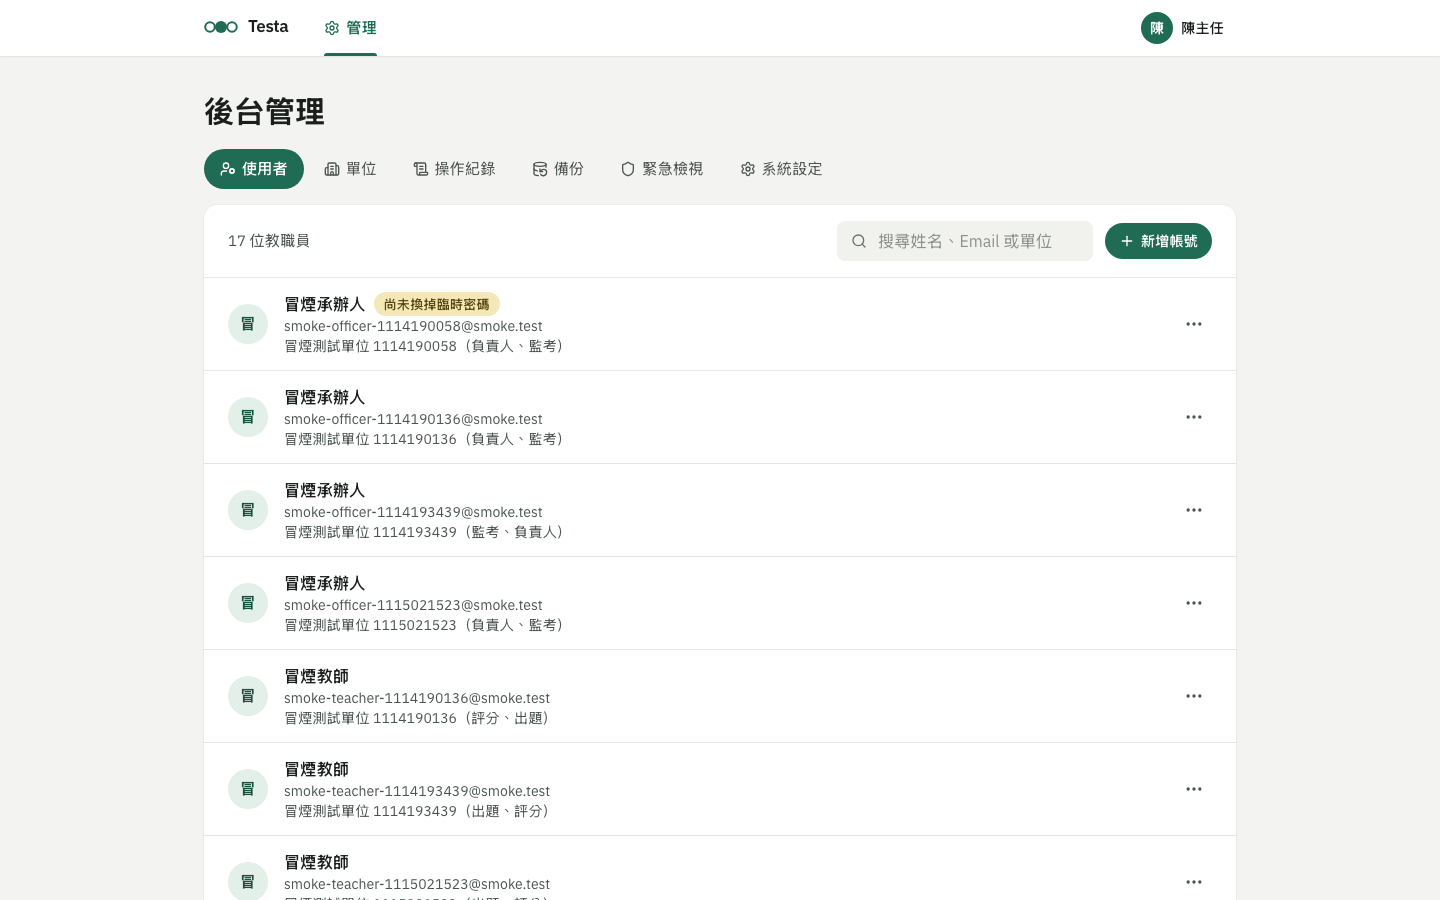 Testa
管理
陳
陳主任
後台管理
使用者
單位
操作紀錄
備份
緊急檢視
系統設定
17 位教職員
搜尋姓名、Email 或單位
新增帳號
冒
冒煙承辦人
尚未換掉臨時密碼
smoke-officer-1114190058@smoke.test
冒煙測試單位 1114190058（負責人、監考）
冒
冒煙承辦人
smoke-officer-1114190136@smoke.test
冒煙測試單位 1114190136（負責人、監考）
冒
冒煙承辦人
smoke-officer-1114193439@smoke.test
冒煙測試單位 1114193439（監考、負責人）
冒
冒煙承辦人
smoke-officer-1115021523@smoke.test
冒煙測試單位 1115021523（負責人、監考）
冒
冒煙教師
smoke-teacher-1114190136@smoke.test
冒煙測試單位 1114190136（評分、出題）
冒
冒煙教師
smoke-teacher-1114193439@smoke.test
冒煙測試單位 1114193439（出題、評分）
冒
冒煙教師
smoke-teacher-1115021523@smoke.test